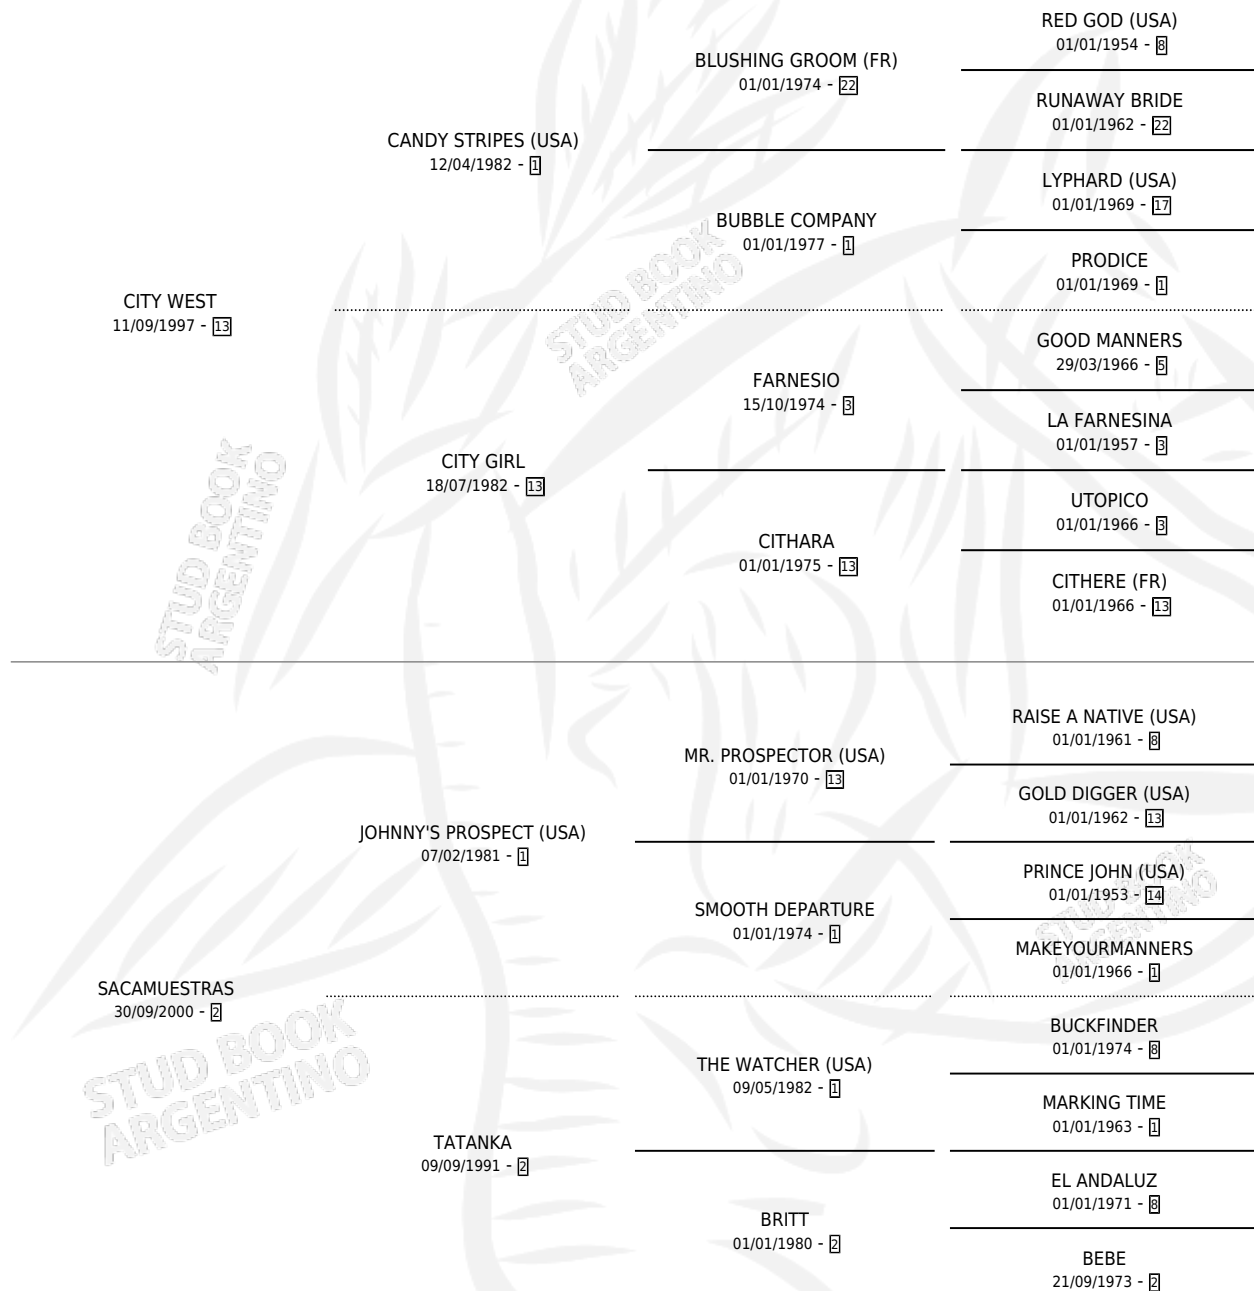 RED GOD (USA)
01/01/1954 - 8
BLUSHING GROOM (FR)
01/01/1974 - 22
RUNAWAY BRIDE
01/01/1962 - 22
CANDY STRIPES (USA)
12/04/1982 - 1
LYPHARD (USA)
01/01/1969 - 17
BUBBLE COMPANY
01/01/1977 - 1
PRODICE
01/01/1969 - 1
CITY WEST
11/09/1997 - 13
STUD BOOK
ARGENTINO
GOOD MANNERS
29/03/1966 - 5
FARNESIO
15/10/1974 - 3
LA FARNESINA
01/01/1957 - 3
CITY GIRL
18/07/1982 - 13
UTOPICO
01/01/1966 - 3
CITHARA
01/01/1975 - 13
CITHERE (FR)
01/01/1966 - 13
STUD BOOK
ARGENTINO
RAISE A NATIVE (USA)
01/01/1961 - 8
MR. PROSPECTOR (USA)
01/01/1970 - 13
GOLD DIGGER (USA)
01/01/1962 - 13
JOHNNY'S PROSPECT (USA)
07/02/1981 - 1
PRINCE JOHN (USA)
01/01/1953 - 14
STUD BOOK
ARGENTINO
SMOOTH DEPARTURE
01/01/1974 - 1
MAKEYOURMANNERS
01/01/1966 - 1
SACAMUESTRAS
30/09/2000 - 2
STUD BOOK
ARGENTINO
BUCKFINDER
01/01/1974 - 8
THE WATCHER (USA)
09/05/1982 - 1
MARKING TIME
01/01/1963 - 1
TATANKA
09/09/1991 - 2
EL ANDALUZ
01/01/1971 - 8
BRITT
01/01/1980 - 2
BEBE
21/09/1973 - 2